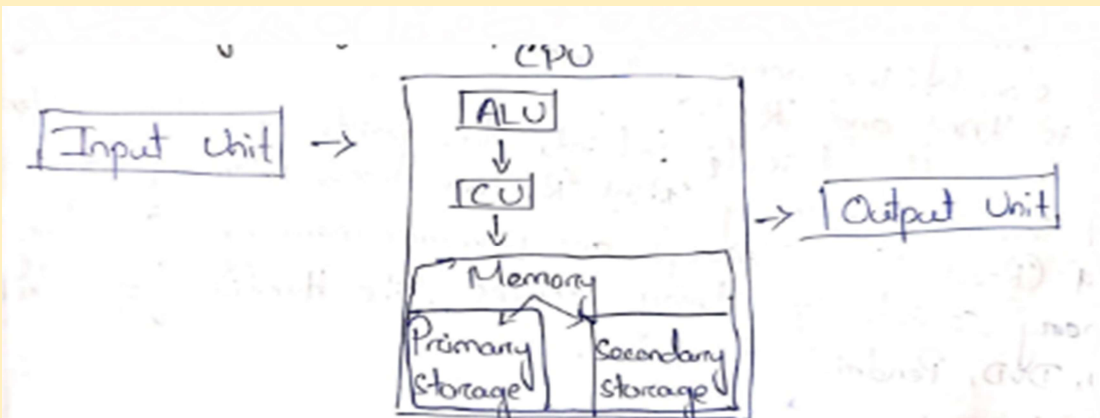 CPU
ALU
Input Unit
CU
Output Unit
Memory
Primary
storage
Secondary
storage